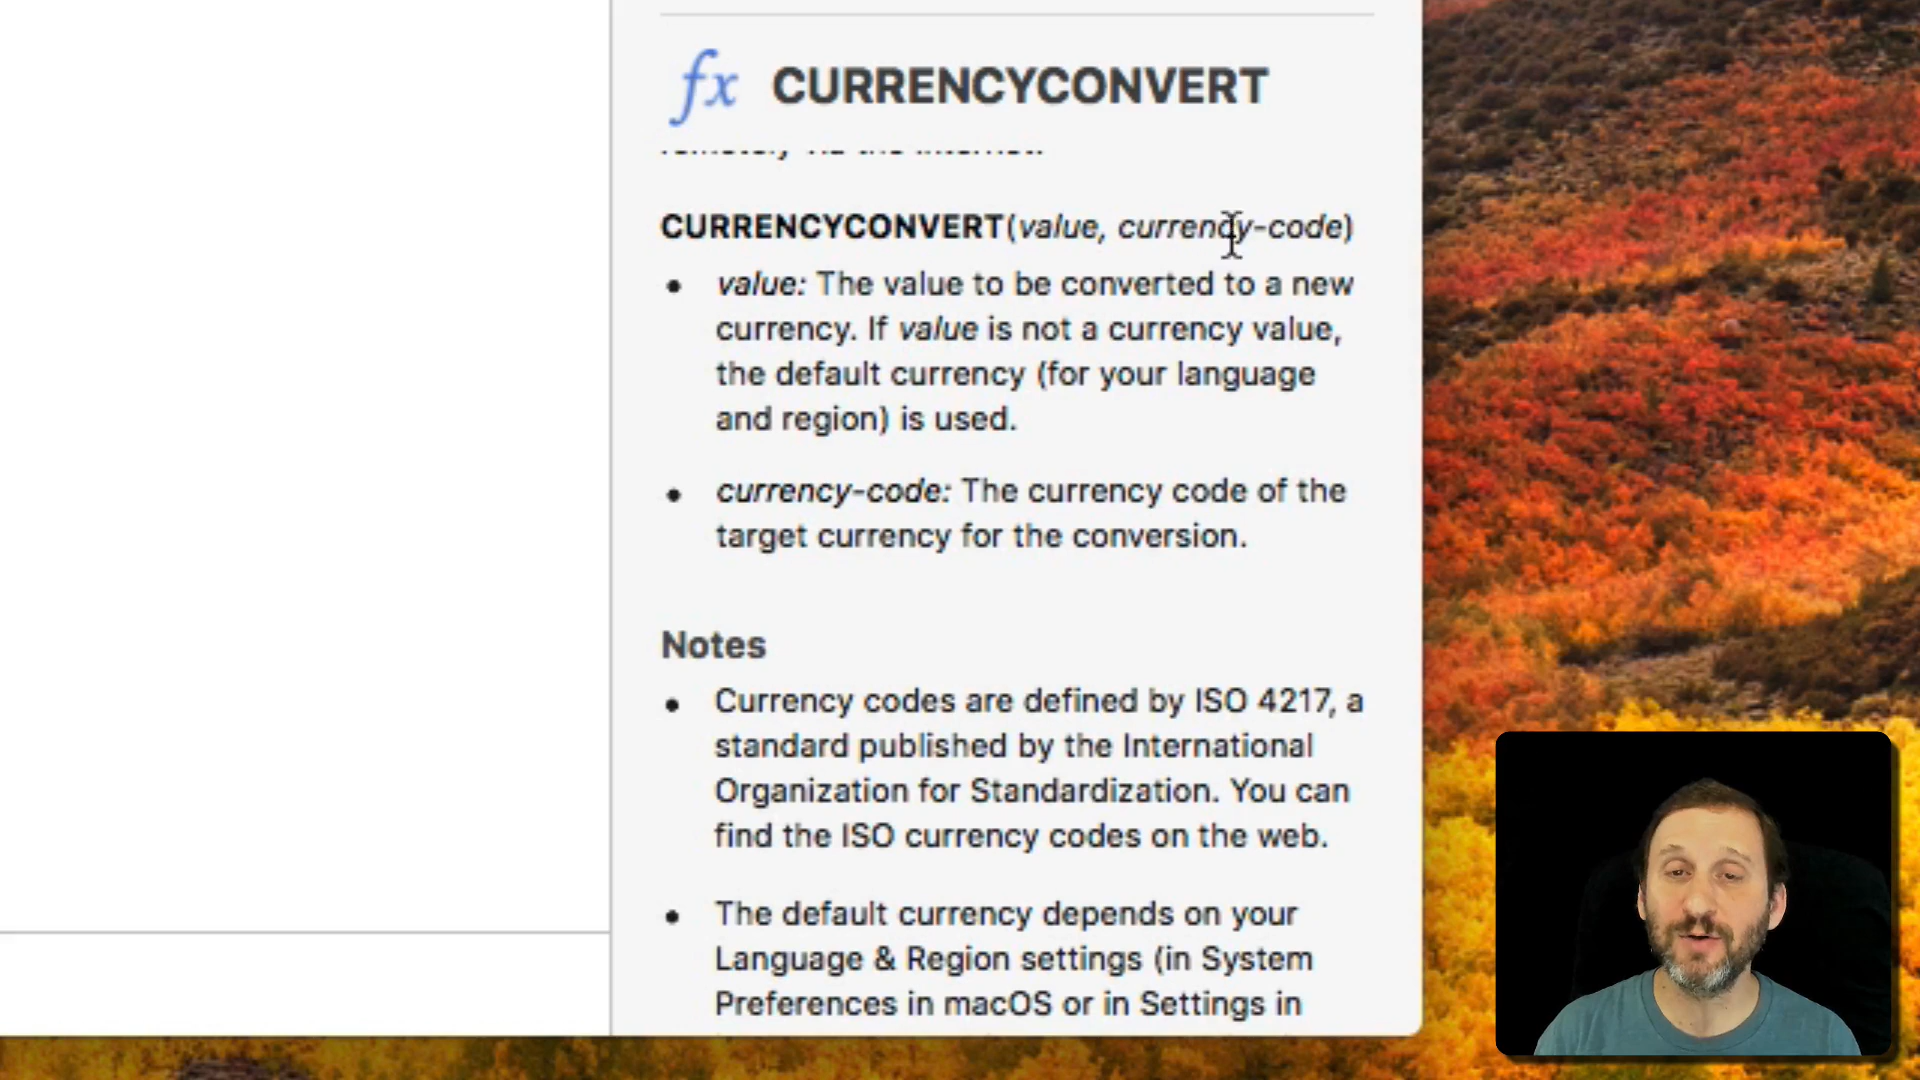 fx CURRENCYCONVERT
CURRENCYCONVERT(value, currency-code)
• value: The value to be converted to a new
currency. If value is not a currency value,
the default currency (for your language
and region) is used.
• currency-code: The currency code of the
target currency for the conversion.
Notes
• Currency codes are defined by ISO 4217, a
standard published by the International
Organization for Standardization. You can
find the ISO currency codes on the web.
• The default currency depends on your
Language & Region settings (in System
Preferences in macOS or in Settings in